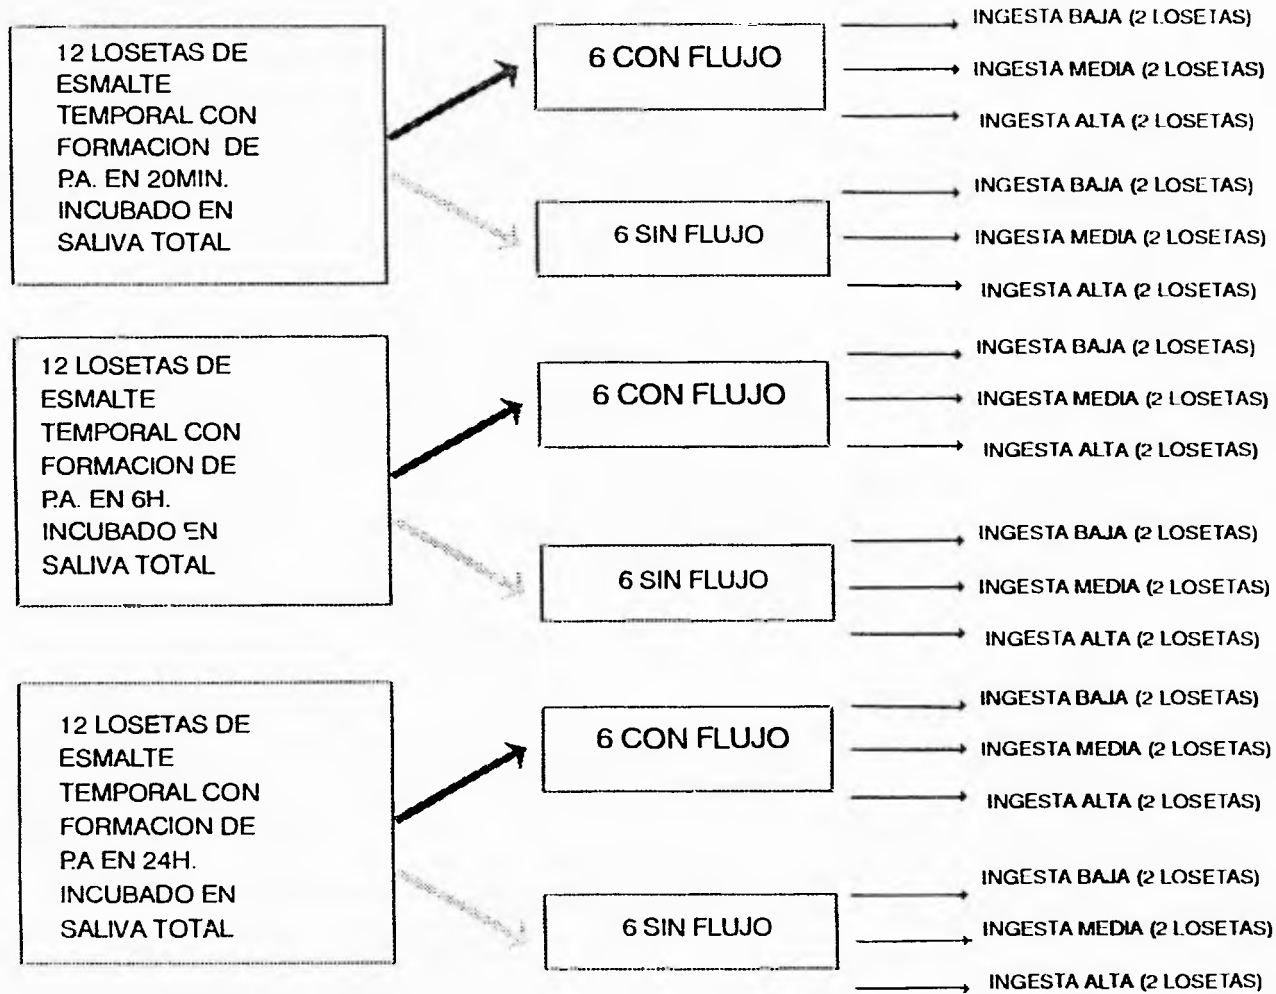 12 LOSETAS DE
ESMALTE
TEMPORAL CON
FORMACION DE
P.A. EN 20MIN.
INCUBADO EN
SALIVA TOTAL
6 CON FLUJO
INGESTA BAJA (2 LOSETAS)
INGESTA MEDIA (2 LOSETAS)
INGESTA ALTA (2 LOSETAS)
6 SIN FLUJO
INGESTA BAJA (2 LOSETAS)
INGESTA MEDIA (2 LOSETAS)
INGESTA ALTA (2 LOSETAS)
12 LOSETAS DE
ESMALTE
TEMPORAL CON
FORMACION DE
P.A. EN 6H.
INCUBADO EN
SALIVA TOTAL
6 CON FLUJO
INGESTA BAJA (2 LOSETAS)
INGESTA MEDIA (2 LOSETAS)
INGESTA ALTA (2 LOSETAS)
6 SIN FLUJO
INGESTA BAJA (2 LOSETAS)
INGESTA MEDIA (2 LOSETAS)
INGESTA ALTA (2 LOSETAS)
12 LOSETAS DE
ESMALTE
TEMPORAL CON
FORMACION DE
P.A EN 24H.
INCUBADO EN
SALIVA TOTAL
6 CON FLUJO
INGESTA BAJA (2 LOSETAS)
INGESTA MEDIA (2 LOSETAS)
INGESTA ALTA (2 LOSETAS)
6 SIN FLUJO
INGESTA BAJA (2 LOSETAS)
INGESTA MEDIA (2 LOSETAS)
INGESTA ALTA (2 LOSETAS)